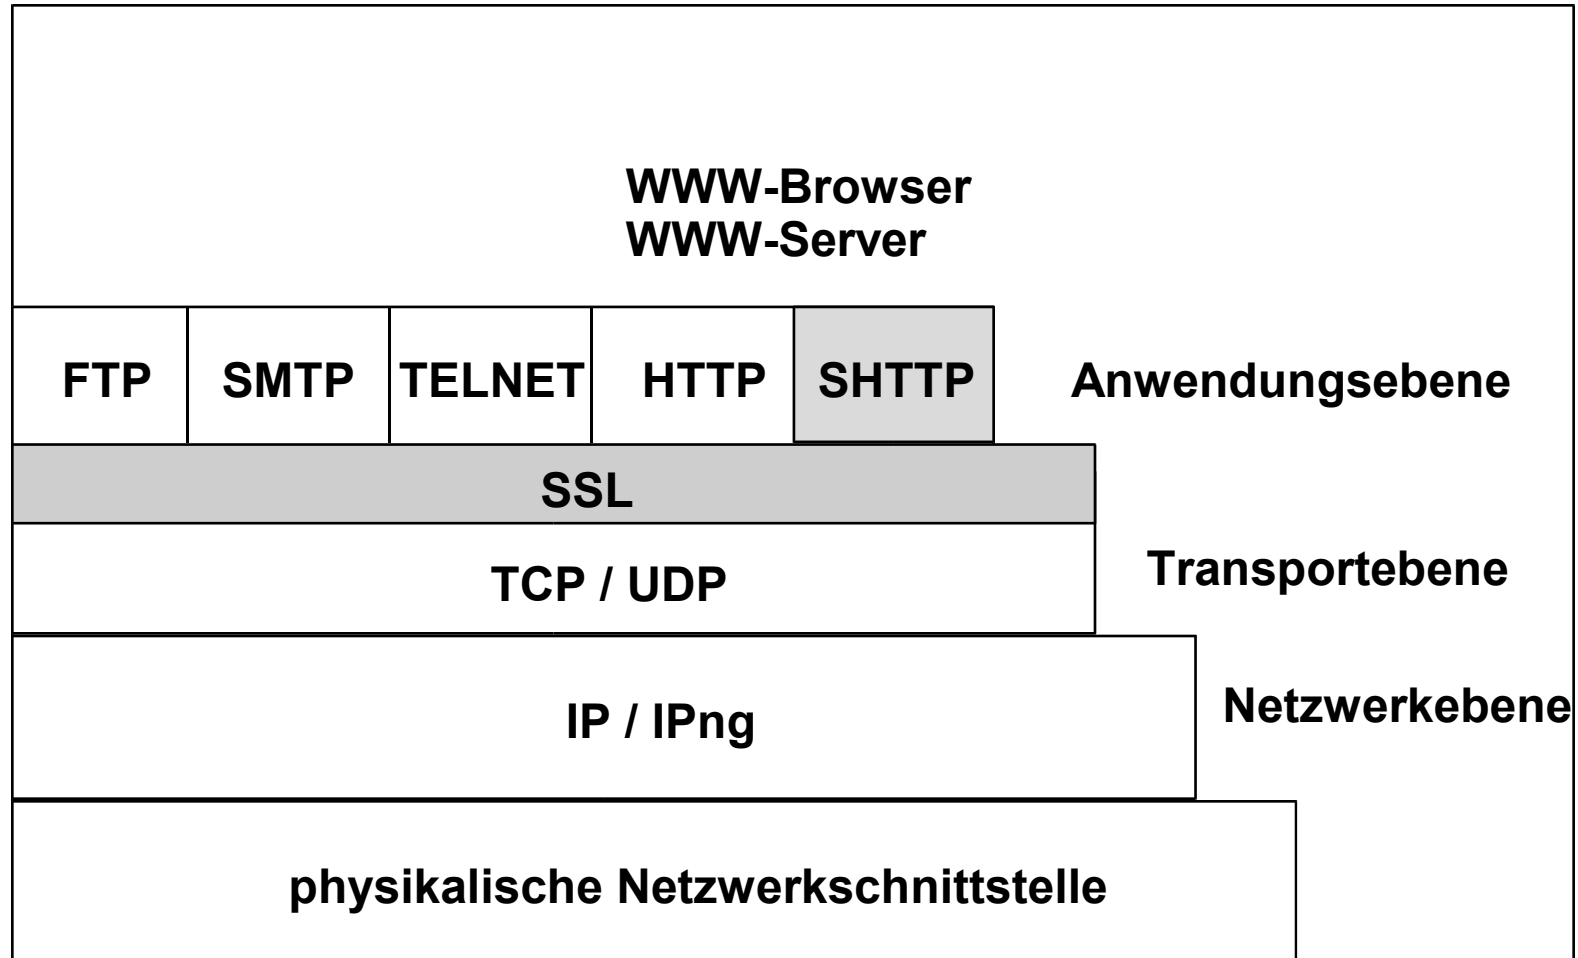 WWW-Browser
WWW-Server
FTP SMTP TELNET HTTP SHTTP Anwendungsebene
SSL
TCP / UDP Transportebene
IP / IPng Netzwerkebene
physikalische Netzwerkschnittstelle